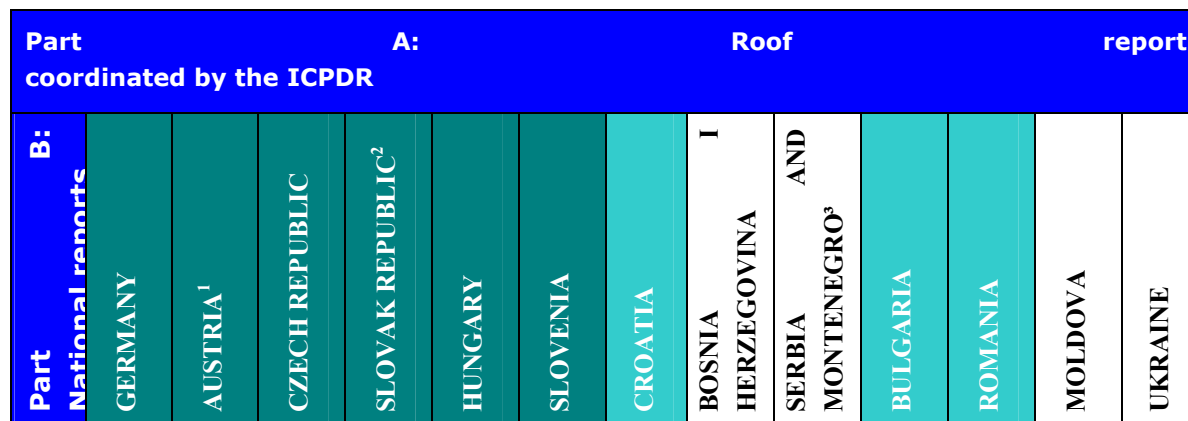 Part A: Roof report
coordinated by the ICPDR
Part B:
National reports
GERMANY
AUSTRIA¹
CZECH REPUBLIC
SLOVAK REPUBLIC²
HUNGARY
SLOVENIA
CROATIA
BOSNIA I
HERZEGOVINA
SERBIA AND
MONTENEGRO³
BULGARIA
ROMANIA
MOLDOVA
UKRAINE